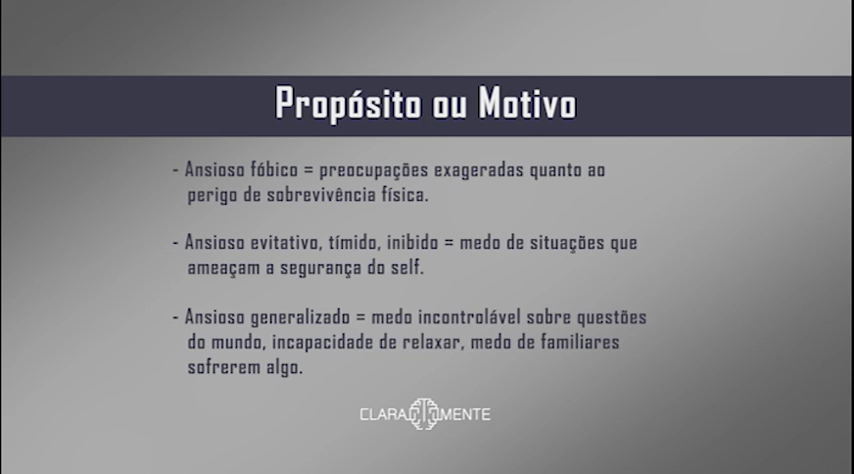 Propósito ou Motivo
- Ansioso fóbico = preocupações exageradas quanto ao
perigo de sobrevivência física.
- Ansioso evitativo, tímido, inibido = medo de situações que
ameaçam a segurança do self.
- Ansioso generalizado = medo incontrolável sobre questões
do mundo, incapacidade de relaxar, medo de familiares
sofrerem algo.
CLARA MENTE